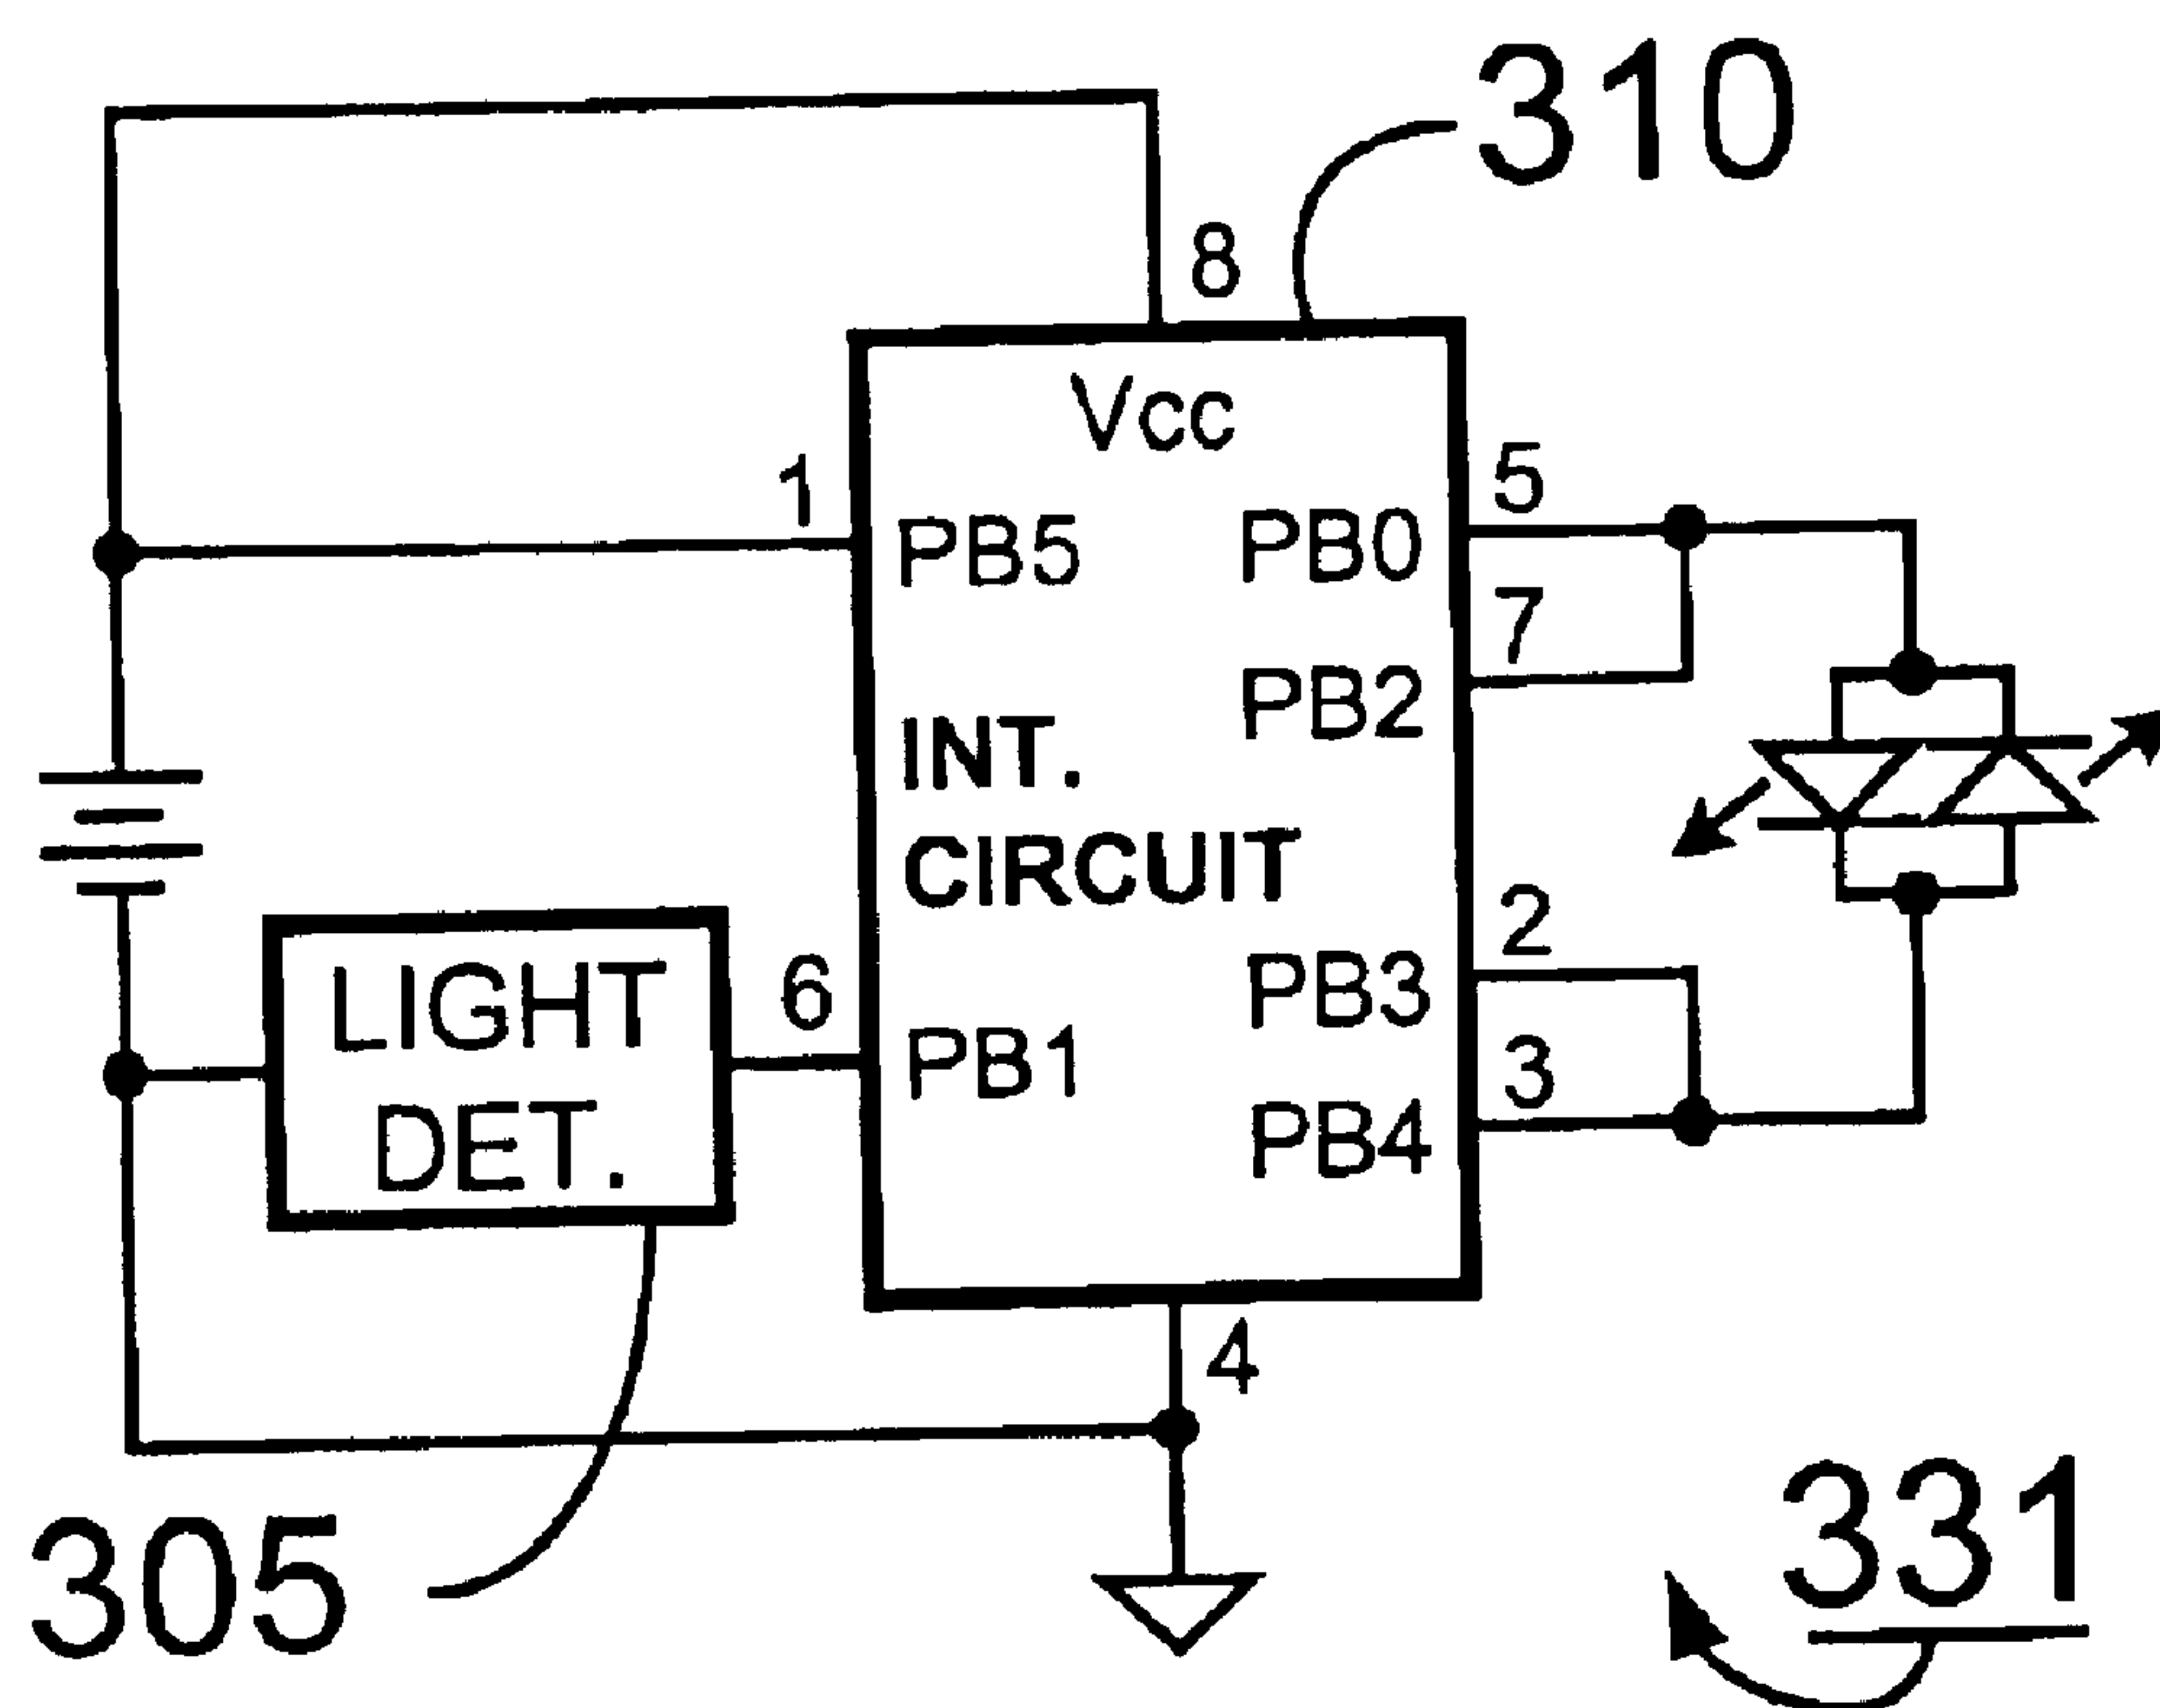 310
8
Vcc
1
5
PB5 PB0
7
PB2
INT.
CIRCUIT
2
PB3
LIGHT
DET.
6
PB1
3
PB4
4
305
331